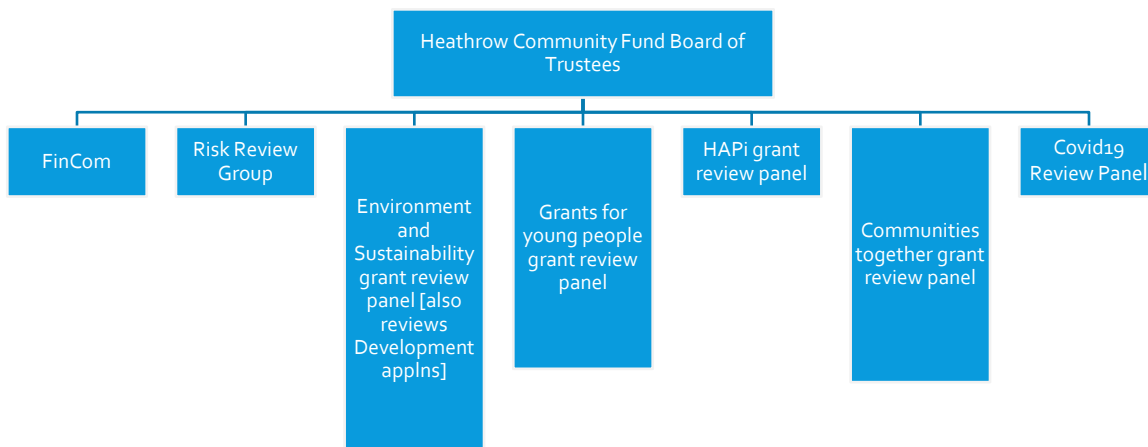 Heathrow Community Fund Board of
Trustees
FinCom
Risk Review
Group
Environment
and
Sustainability
grant review
panel [also
reviews
Development
applns]
Grants for
young people
grant review
panel
HAPi grant
review panel
Communities
together grant
review panel
Covid19
Review Panel